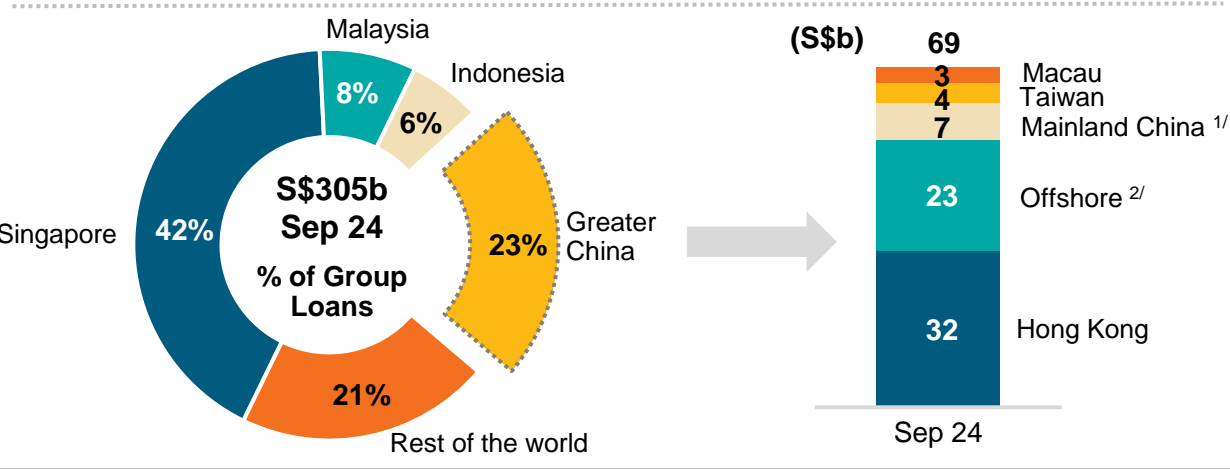 Malaysia
Indonesia
8%
6%
S$305b
Sep 24
% of Group
Loans
Singapore
42%
23%
Greater
China
21%
Rest of the world
(S$b)
69
3
Macau
4
Taiwan
7
Mainland China 1/
23
Offshore 2/
32
Hong Kong
Sep 24